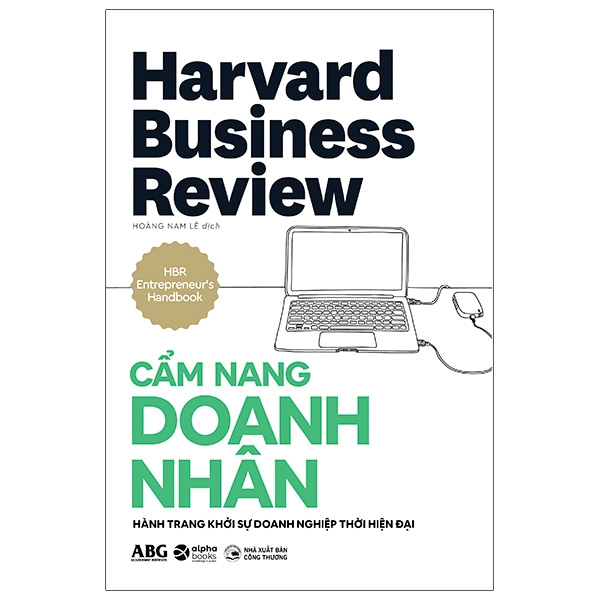 Harvard
Business
Review
HOÀNG NAM LÊ dịch
HBR
Entrepreneur's
Handbook
CẨM NANG
DOANH
NHÂN
HÀNH TRANG KHỞI SỰ DOANH NGHIỆP THỜI HIỆN ĐẠI
ABG
alpha
books
NHÀ XUẤT BẢN
CÔNG THƯƠNG